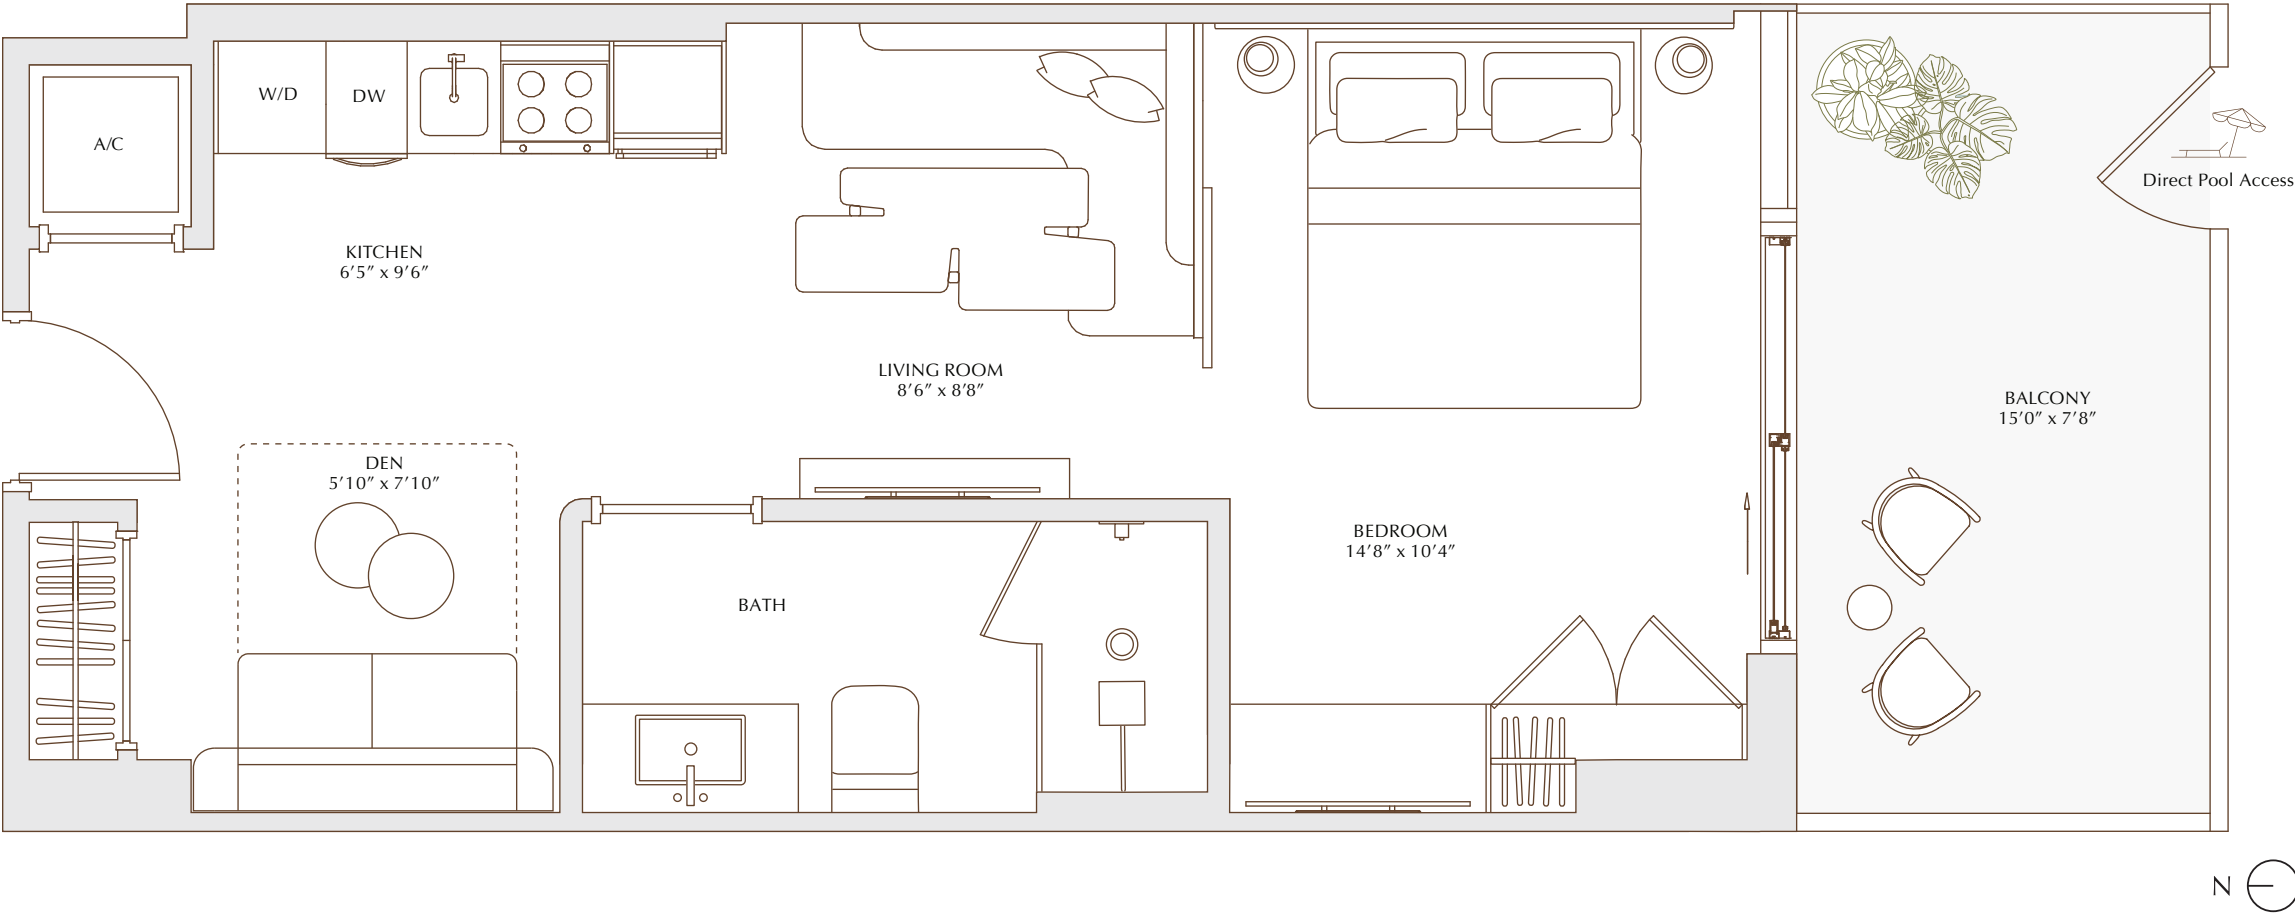 W/D
DW
A/C
Direct Pool Access
KITCHEN
6’5” x 9’6”
LIVING ROOM
8’6” x 8’8”
BALCONY
15’0” x 7’8”
DEN
5’10” x 7’10”
BEDROOM
14’8” x 10’4”
BATH
N